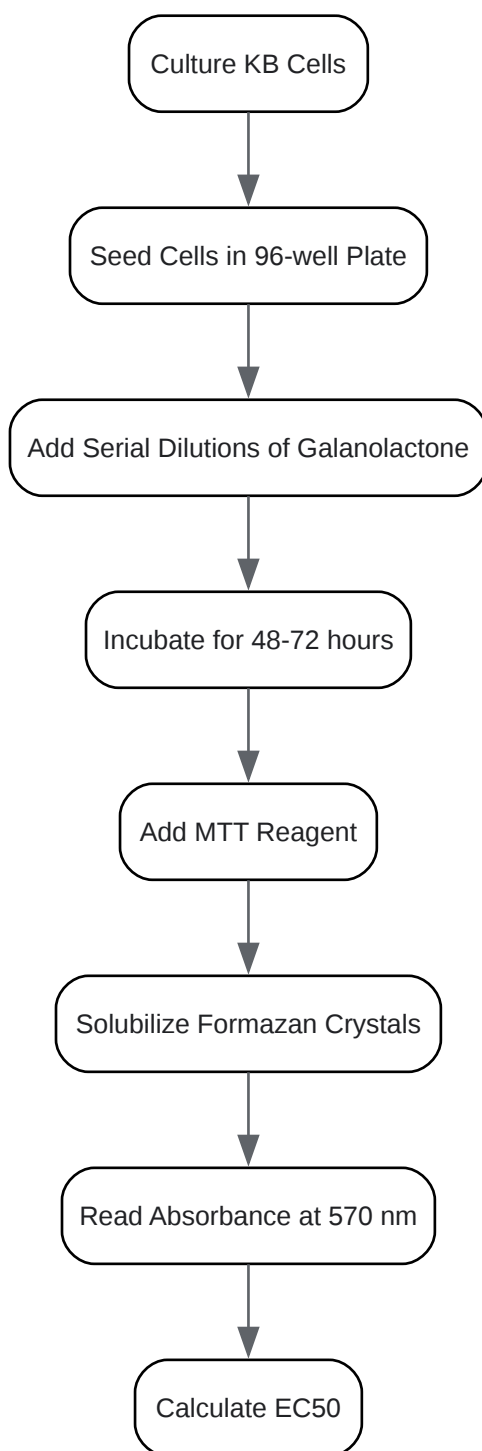 Culture KB Cells
Seed Cells in 96-well Plate
Add Serial Dilutions of Galanolactone
Incubate for 48-72 hours
Add MTT Reagent
Solubilize Formazan Crystals
Read Absorbance at 570 nm
Calculate EC50